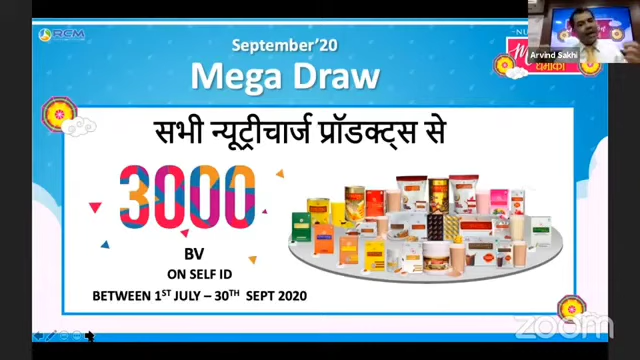 RCM
September'20
Mega Draw
Arvind Sakhi
धमाका
सभी न्यूट्रीचार्ज प्रॉडक्ट्स से
3000
BV
ON SELF ID
BETWEEN 1ST JULY – 30TH SEPT 2020
zoom